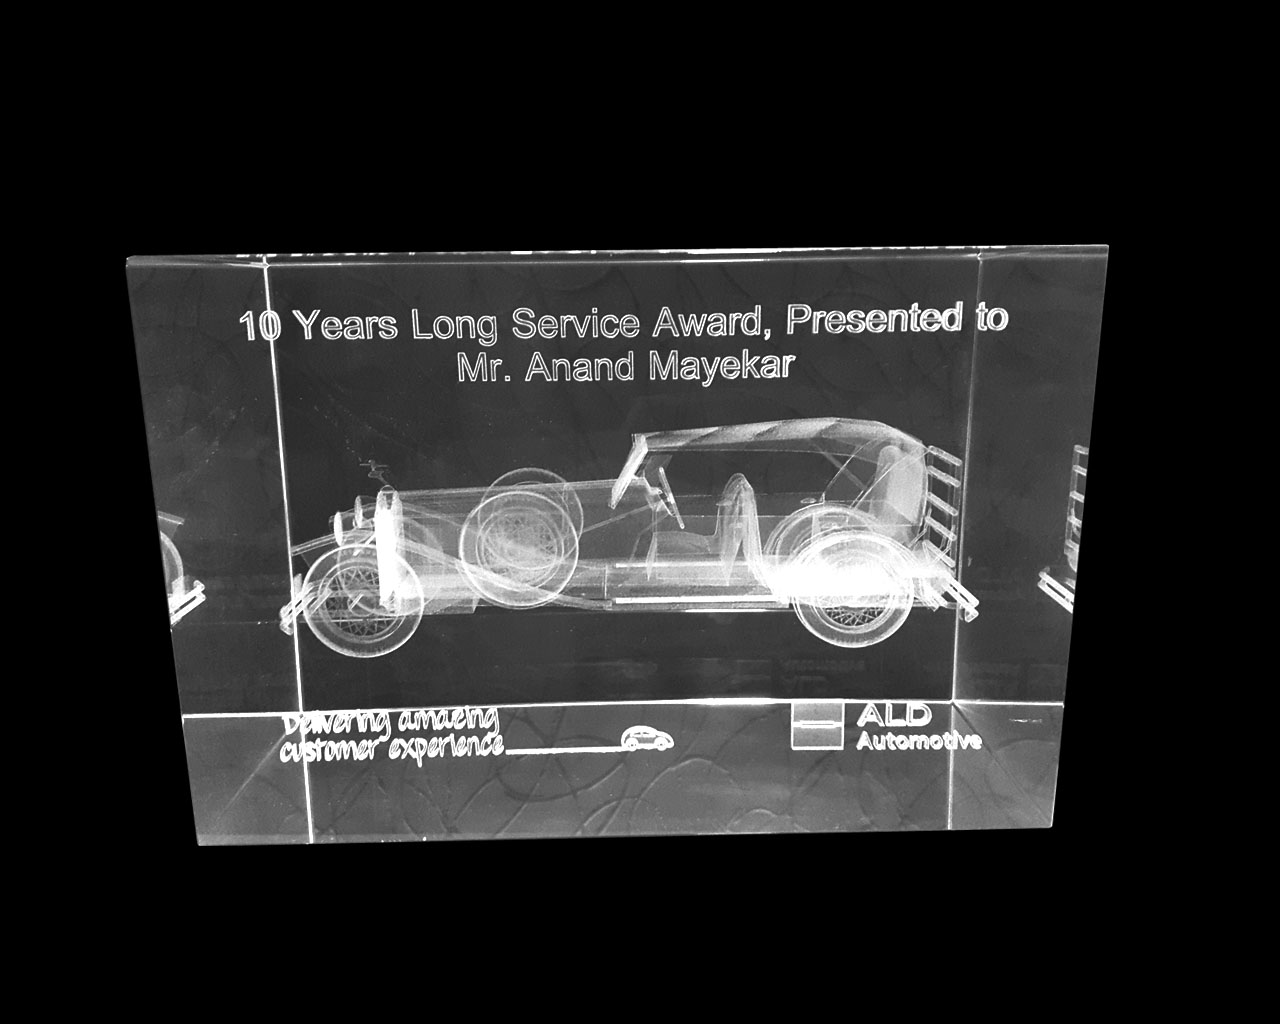 10 Years Long Service Award, Presented to
Mr. Anand Mayekar
Delivering amazing
customer experience
ALD
Automotive